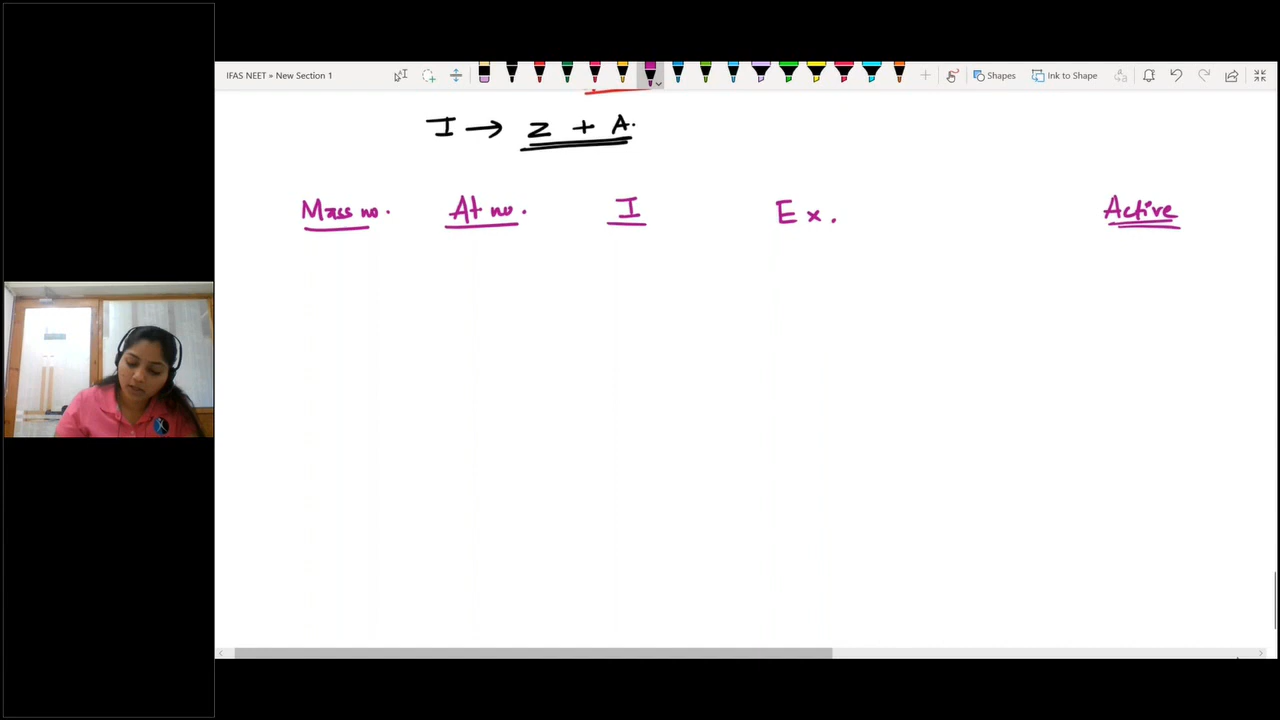 IFAS NEET » New Section 1
Shapes
Ink to Shape
I → Z + A.
Mass no. At no. I Ex. Active